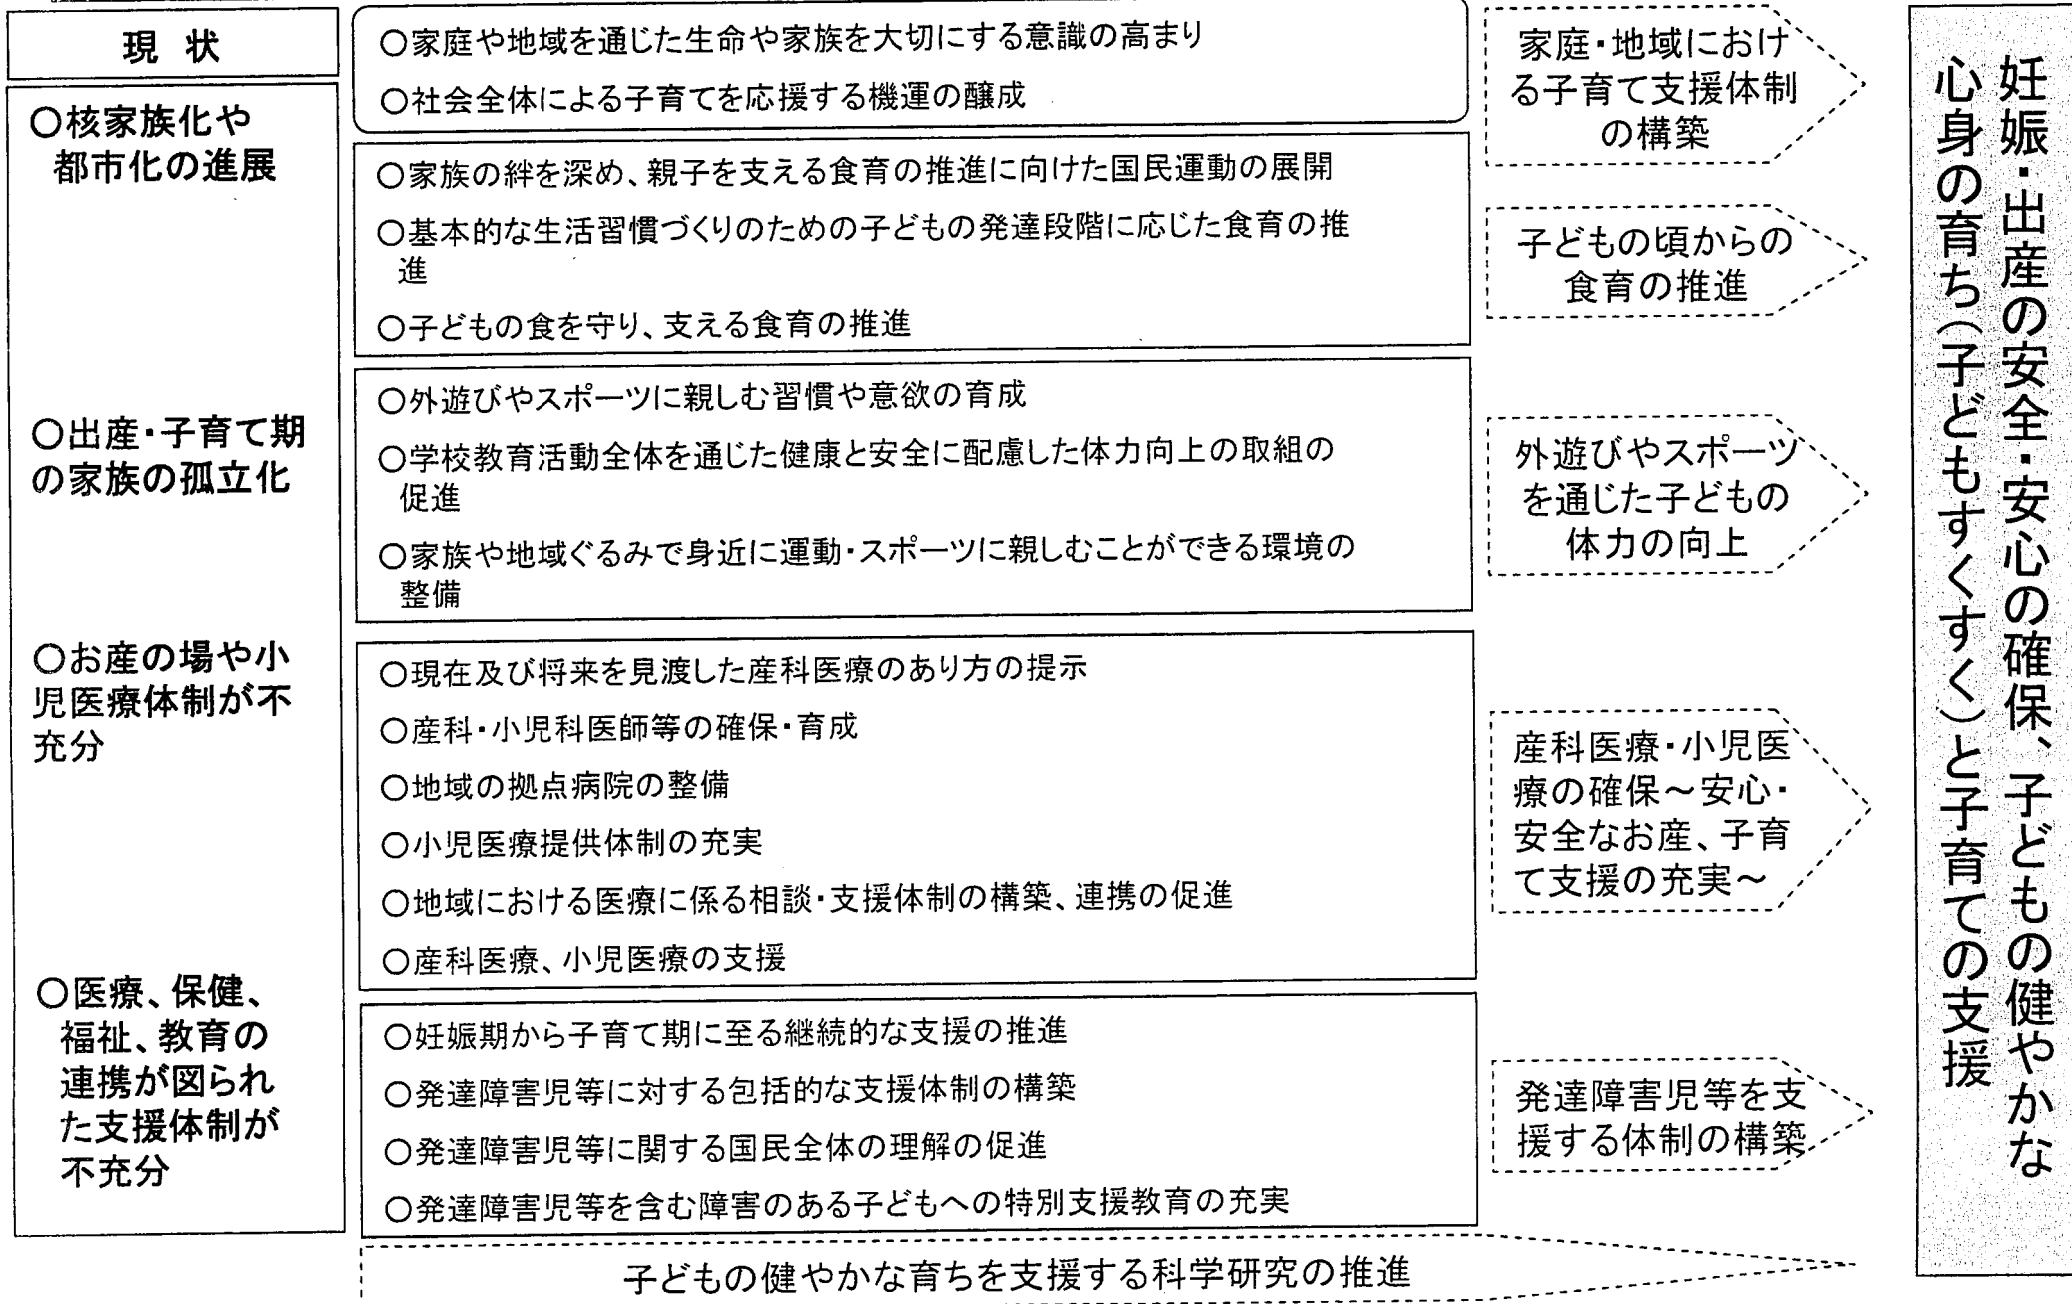 現 状
○核家族化や
都市化の進展
○出産・子育て期
の家族の孤立化
○お産の場や小
児医療体制が不
充分
○医療、保健、
福祉、教育の
連携が図られ
た支援体制が
不充分
○家庭や地域を通じた生命や家族を大切にする意識の高まり
○社会全体による子育てを応援する機運の醸成
○家族の絆を深め、親子を支える食育の推進に向けた国民運動の展開
○基本的な生活習慣づくりのための子どもの発達段階に応じた食育の推
進
○子どもの食を守り、支える食育の推進
○外遊びやスポーツに親しむ習慣や意欲の育成
○学校教育活動全体を通じた健康と安全に配慮した体力向上の取組の
促進
○家族や地域ぐるみで身近に運動・スポーツに親しむことができる環境の
整備
○現在及び将来を見渡した産科医療のあり方の提示
○産科・小児科医師等の確保・育成
○地域の拠点病院の整備
○小児医療提供体制の充実
○地域における医療に係る相談・支援体制の構築、連携の促進
○産科医療、小児医療の支援
○妊娠期から子育て期に至る継続的な支援の推進
○発達障害児等に対する包括的な支援体制の構築
○発達障害児等に関する国民全体の理解の促進
○発達障害児等を含む障害のある子どもへの特別支援教育の充実
家庭・地域におけ
る子育て支援体制
の構築
子どもの頃からの
食育の推進
外遊びやスポーツ
を通じた子どもの
体力の向上
産科医療・小児医
療の確保～安心・
安全なお産、子育
て支援の充実～
発達障害児等を支
援する体制の構築
子どもの健やかな育ちを支援する科学研究の推進
妊娠・出産の安全・安心の確保、子どもの健やかな
心身の育ち（子どもすくすく）と子育ての支援